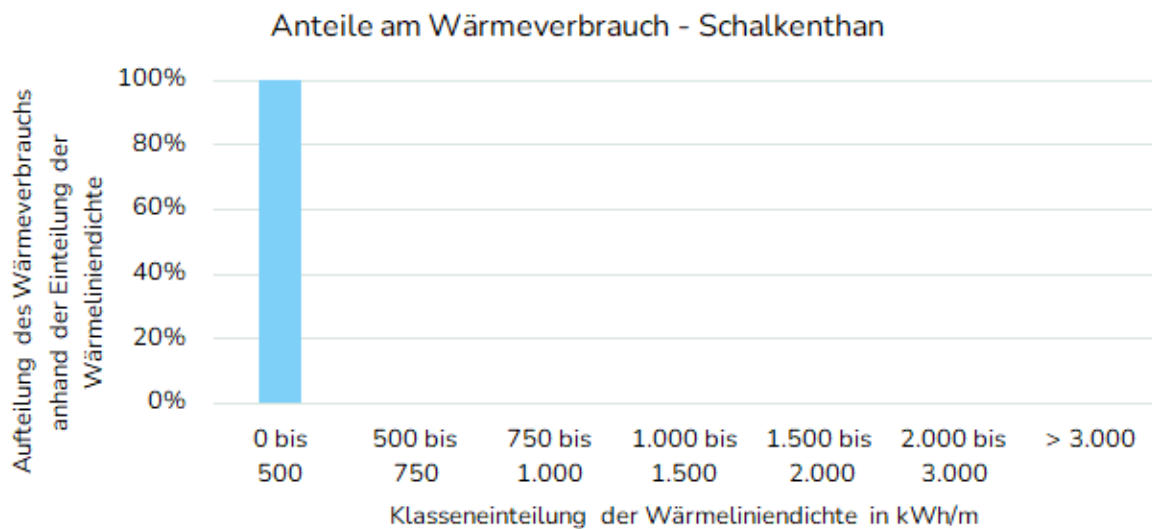 Anteile am Wärmeverbrauch - Schalkenthan
Aufteilung des Wärmeverbrauchs
anhand der Einteilung der
Wärmeliniendichte
100%
80%
60%
40%
20%
0%
0 bis 500
500 bis 750
750 bis 1.000
1.000 bis 1.500
1.500 bis 2.000
2.000 bis 3.000
> 3.000
Klasseneinteilung der Wärmeliniendichte in kWh/m